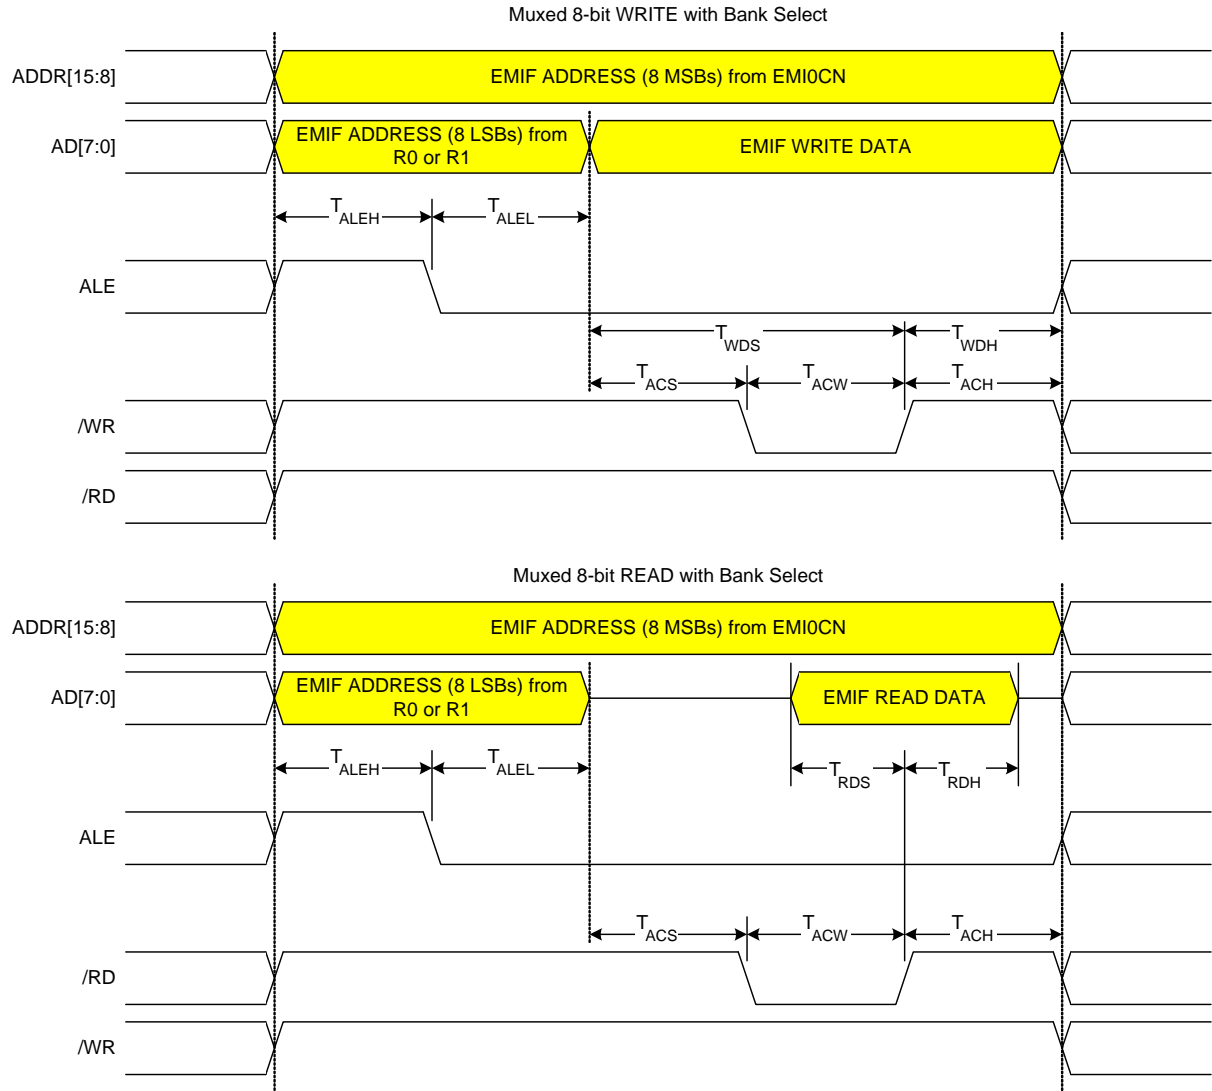 Muxed 8-bit WRITE with Bank Select
ADDR[15:8]
EMIF ADDRESS (8 MSBs) from EMI0CN
AD[7:0]
EMIF ADDRESS (8 LSBs) from
R0 or R1
EMIF WRITE DATA
TALEH
TALEL
ALE
TWDS
TWDH
TACS
TACW
TACH
/WR
/RD
Muxed 8-bit READ with Bank Select
ADDR[15:8]
EMIF ADDRESS (8 MSBs) from EMI0CN
AD[7:0]
EMIF ADDRESS (8 LSBs) from
R0 or R1
EMIF READ DATA
TALEH
TALEL
TRDS
TRDH
ALE
TACS
TACW
TACH
/RD
/WR